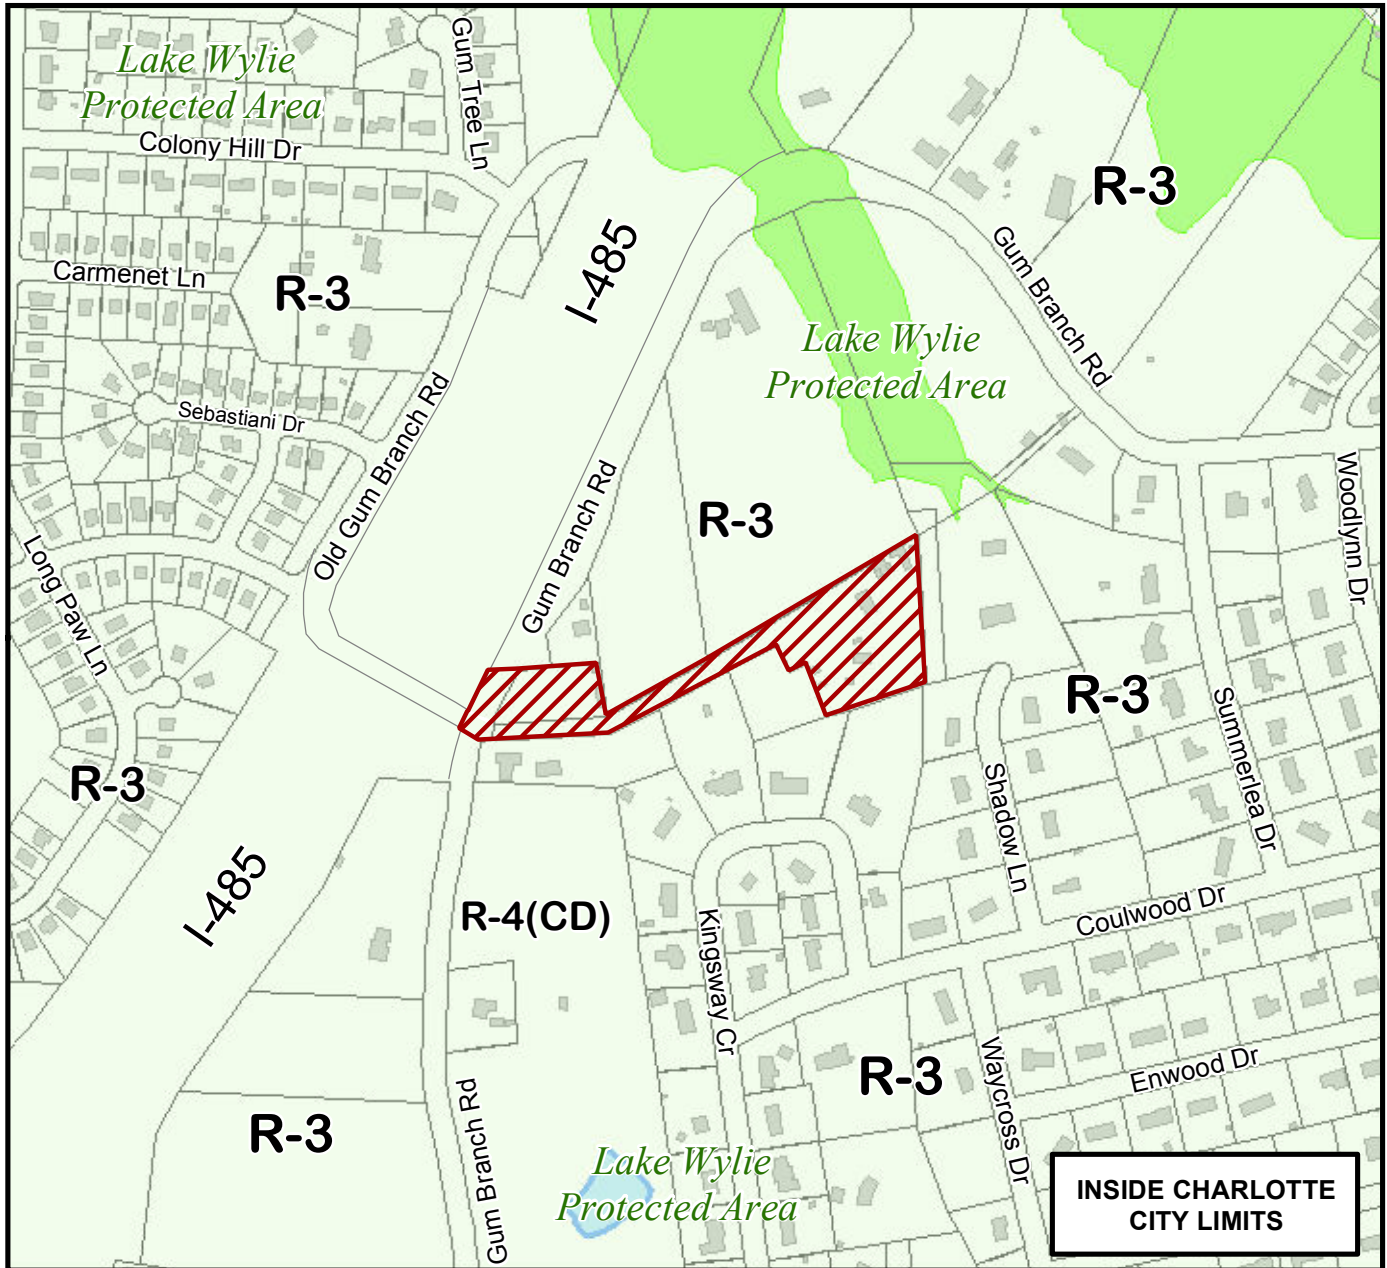 Gum Tree Ln
Lake Wylie
Protected Area
Colony Hill Dr
R-3
I-485
Carmenet Ln
R-3
Gum Branch Rd
Lake Wylie
Protected Area
Sebastiani Dr
Old Gum Branch Rd
Gum Branch Rd
R-3
Woodlynn Dr
Long Paw Ln
R-3
Summerlea Dr
R-3
Shadow Ln
I-485
R-4(CD)
Coulwood Dr
Kingsway Cr
R-3
Waycross Dr
Enwood Dr
R-3
Gum Branch Rd
Lake Wylie
Protected Area
INSIDE CHARLOTTE
CITY LIMITS